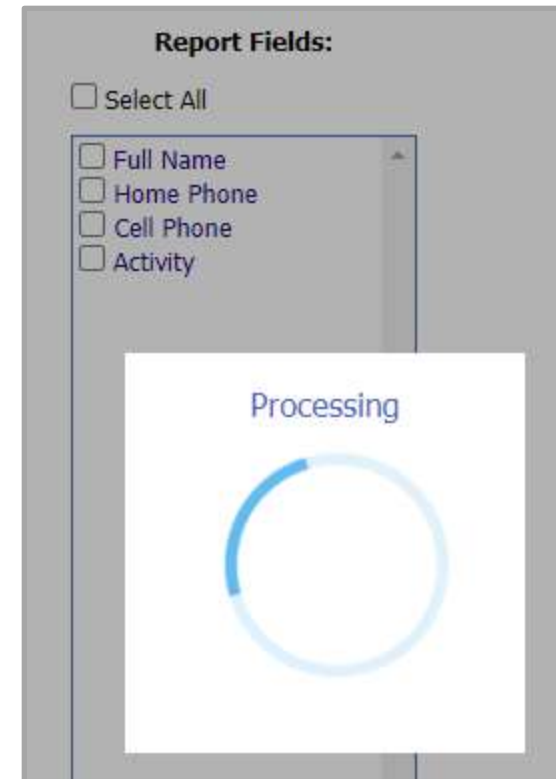 Report Fields:
Select All
Full Name
Home Phone
Cell Phone
Activity
Processing